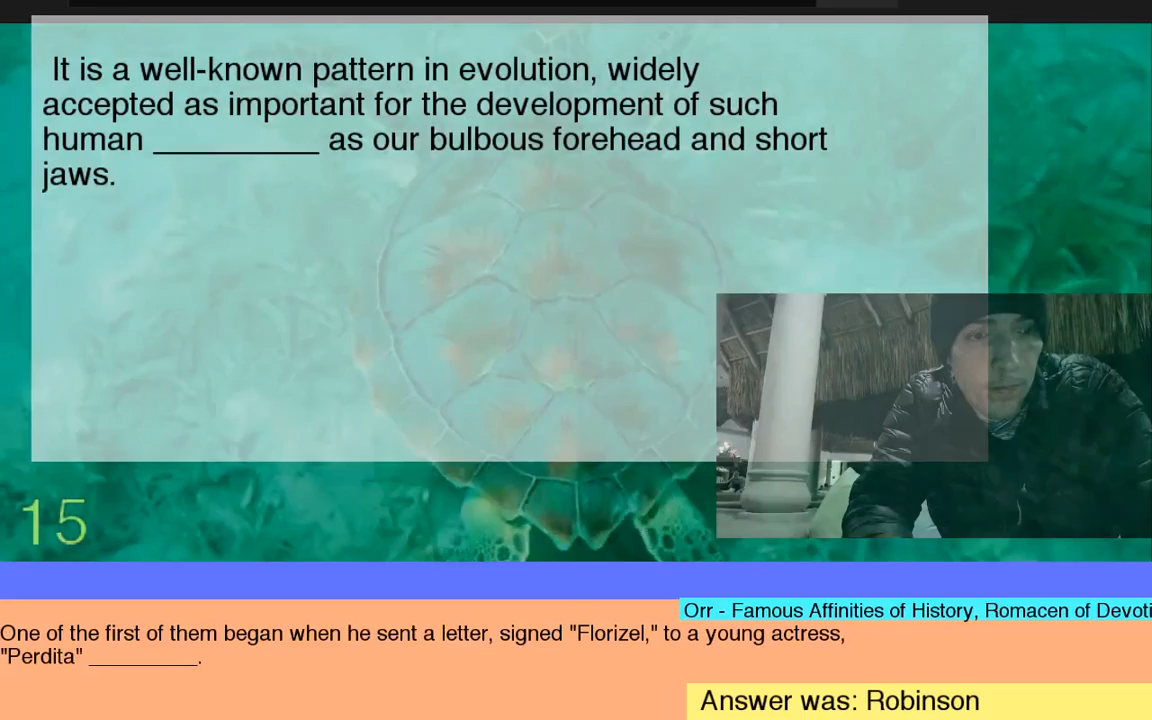 It is a well-known pattern in evolution, widely
accepted as important for the development of such
human __________ as our bulbous forehead and short
jaws.
15
Orr - Famous Affinities of History, Romacen of Devoti
One of the first of them began when he sent a letter, signed "Florizel," to a young actress,
"Perdita" __________.
Answer was: Robinson